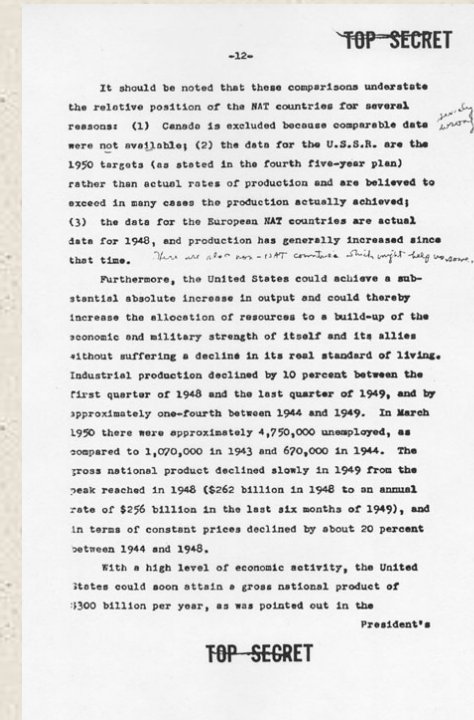 TOP SECRET
-12-
It should be noted that these comparisons understate
the relative position of the NAT countries for several
reasons: (1) Canada is excluded because comparable data
were not available; (2) the data for the U.S.S.R. are the
1950 targets (as stated in the fourth five-year plan)
rather than actual rates of production and are believed to
exceed in many cases the production actually achieved;
(3) the data for the European NAT countries are actual
data for 1948, and production has generally increased since
that time. There are also non-NAT countries which might help us some.
Furthermore, the United States could achieve a sub-
stantial absolute increase in output and could thereby
increase the allocation of resources to a build-up of the
economic and military strength of itself and its allies
without suffering a decline in its real standard of living.
Industrial production declined by 10 percent between the
first quarter of 1948 and the last quarter of 1949, and by
approximately one-fourth between 1944 and 1949. In March
1950 there were approximately 4,750,000 unemployed, as
compared to 1,070,000 in 1943 and 670,000 in 1944. The
gross national product declined slowly in 1949 from the
peak reached in 1948 ($262 billion in 1948 to an annual
rate of $256 billion in the last six months of 1949), and
in terms of constant prices declined by about 20 percent
between 1944 and 1948.
With a high level of economic activity, the United
States could soon attain a gross national product of
$300 billion per year, as was pointed out in the
President's
TOP SECRET